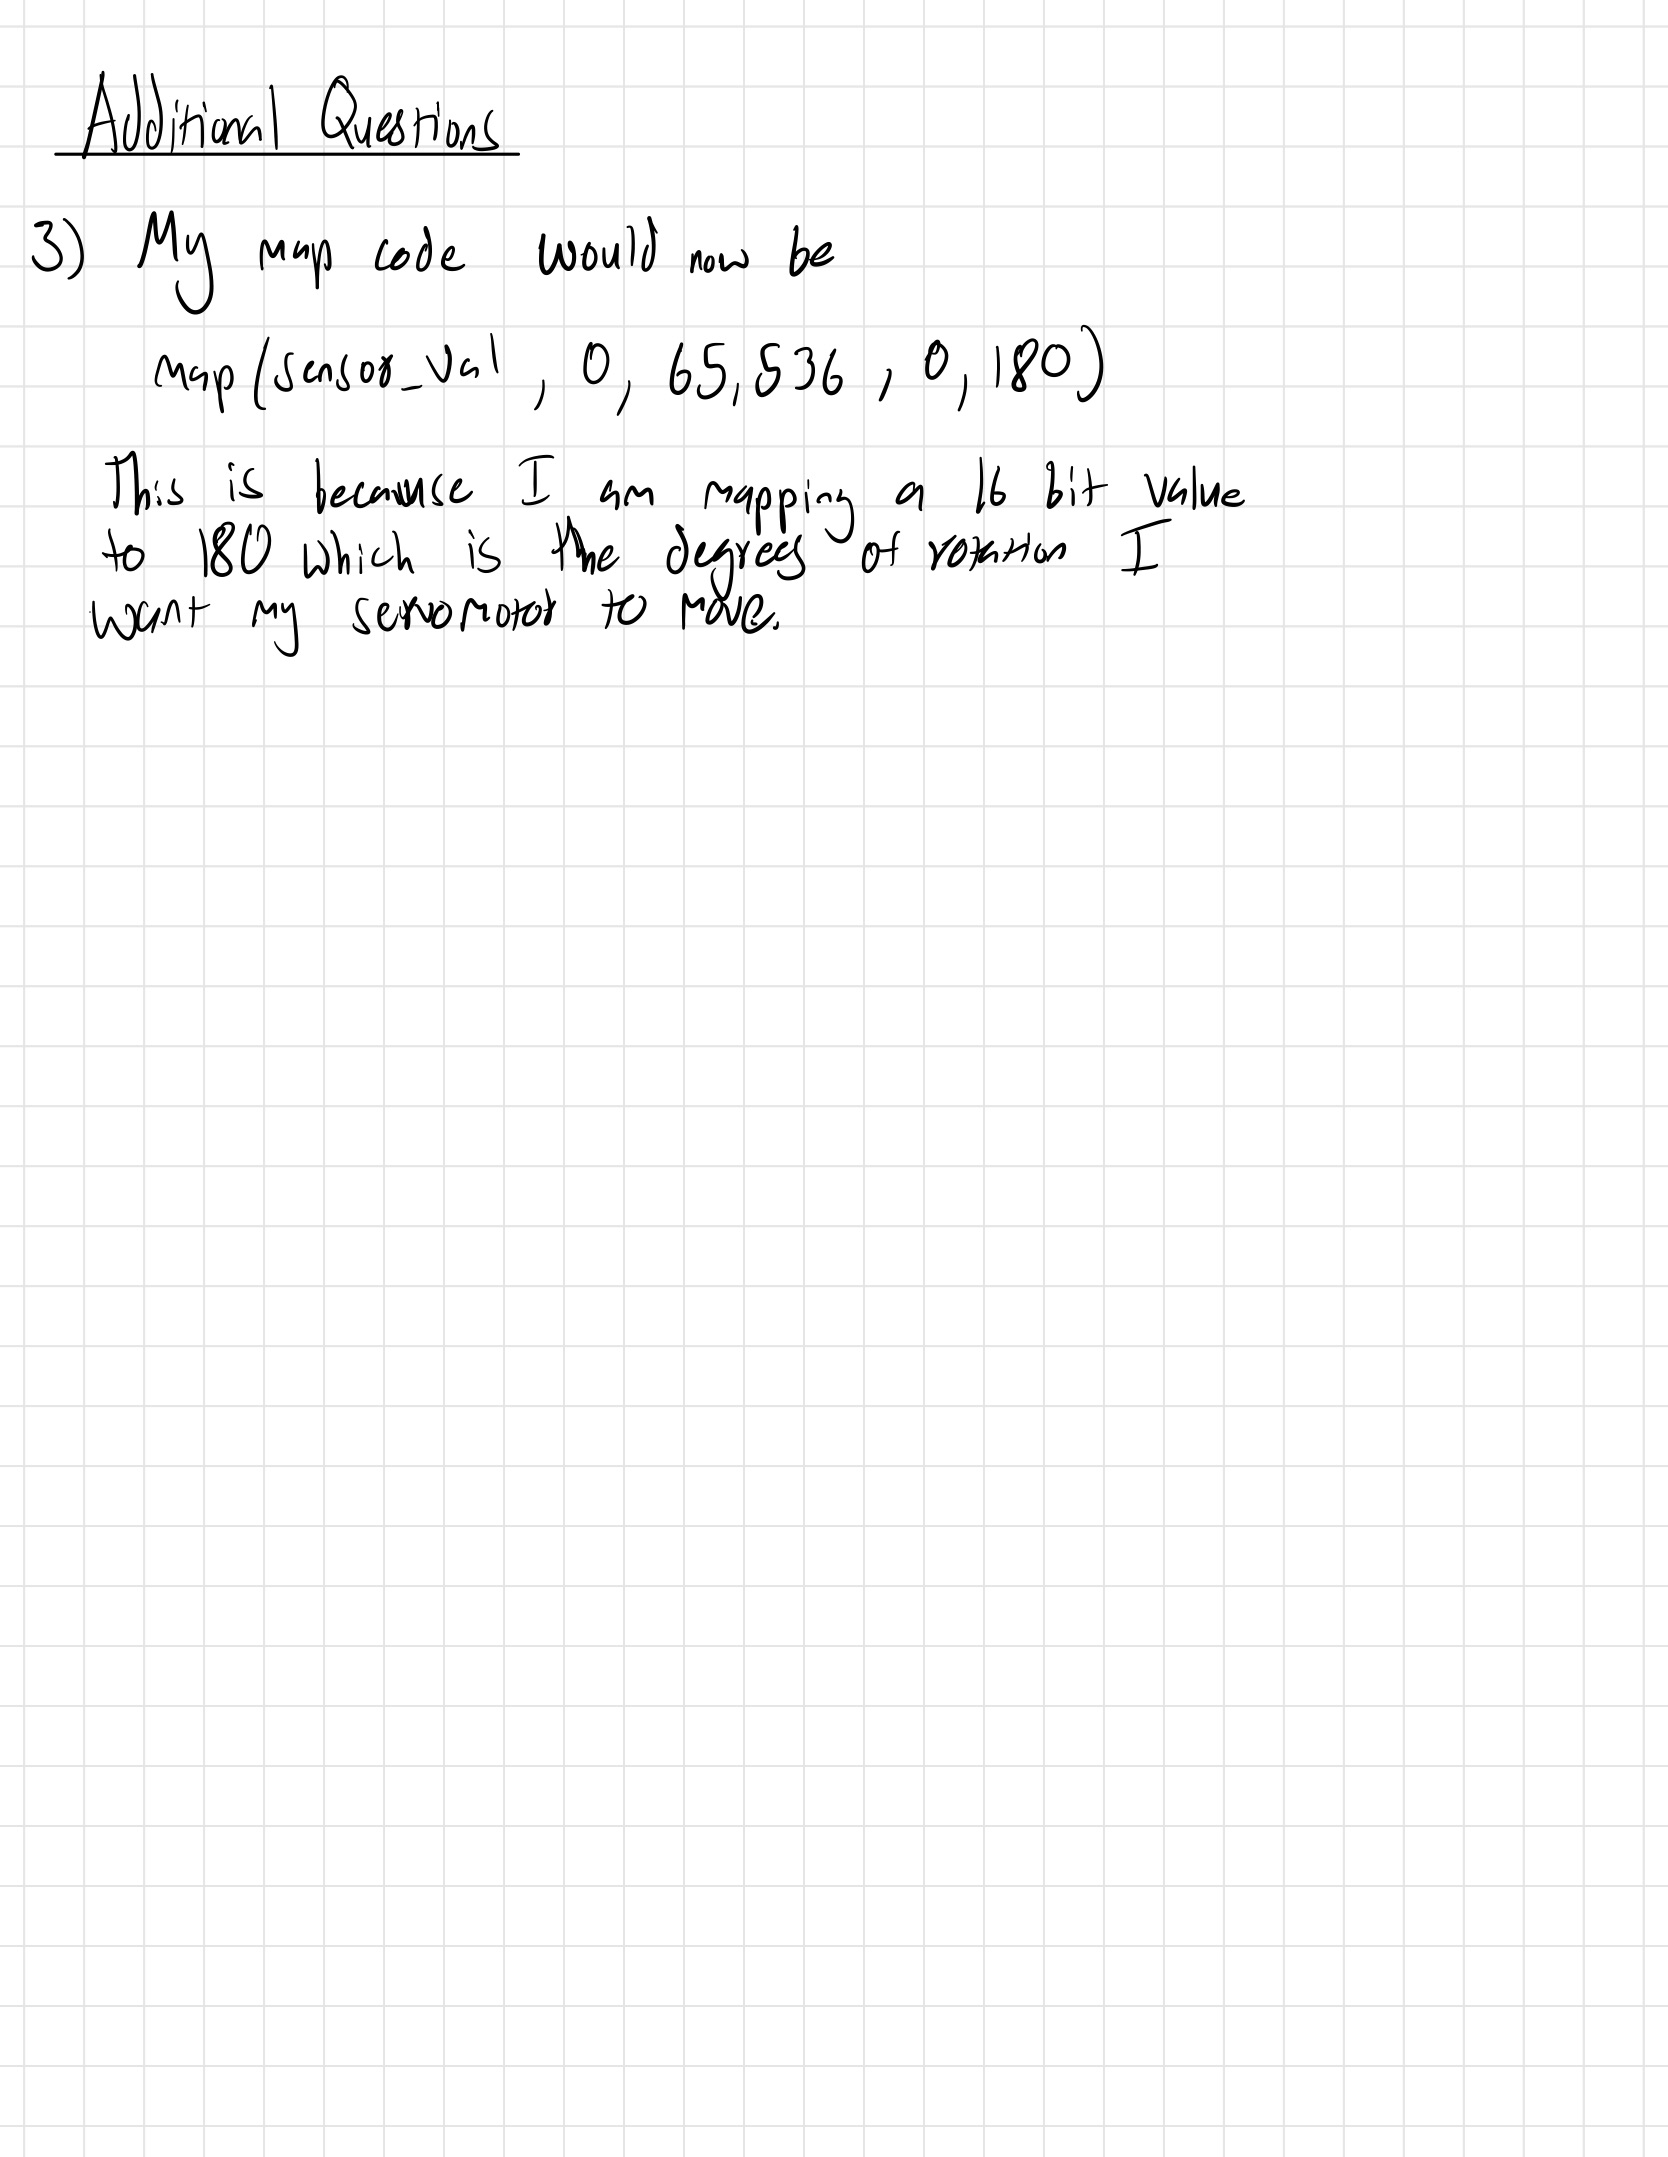 Additional Questions
3) My map code would now be
map(sensor_val, 0, 65,536, 0, 180)
This is because I am mapping a 16 bit value
to 180 which is the degrees of rotation I
want my servomotor to move.